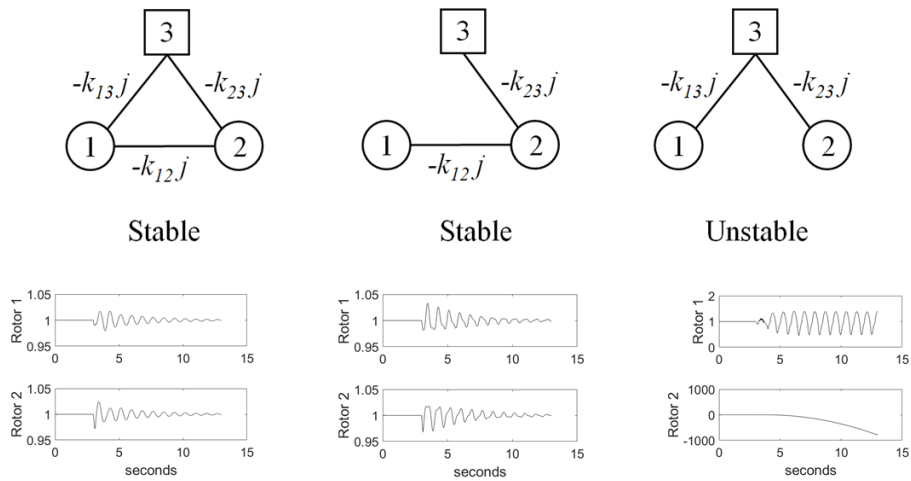 3
-k13 j
-k23 j
1
2
-k12 j
3
-k23 j
1
2
-k12 j
3
-k13 j
-k23 j
1
2
Stable
Stable
Unstable
Rotor 1
1.05
1
0.95
0 5 10 15
Rotor 2
1.05
1
0.95
0 5 10 15
seconds
Rotor 1
1.05
1
0.95
0 5 10 15
Rotor 2
1.05
1
0.95
0 5 10 15
seconds
Rotor 1
2
1
0
0 5 10 15
Rotor 2
1000
0
-1000
0 5 10 15
seconds